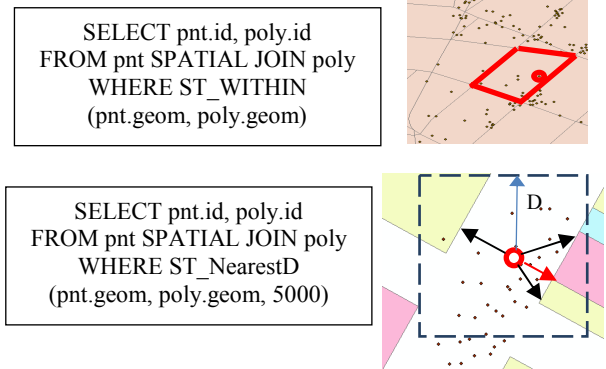 SELECT pnt.id, poly.id
FROM pnt SPATIAL JOIN poly
WHERE ST_WITHIN
(pnt.geom, poly.geom)
SELECT pnt.id, poly.id
FROM pnt SPATIAL JOIN poly
WHERE ST_NearestD
(pnt.geom, poly.geom, 5000)
D